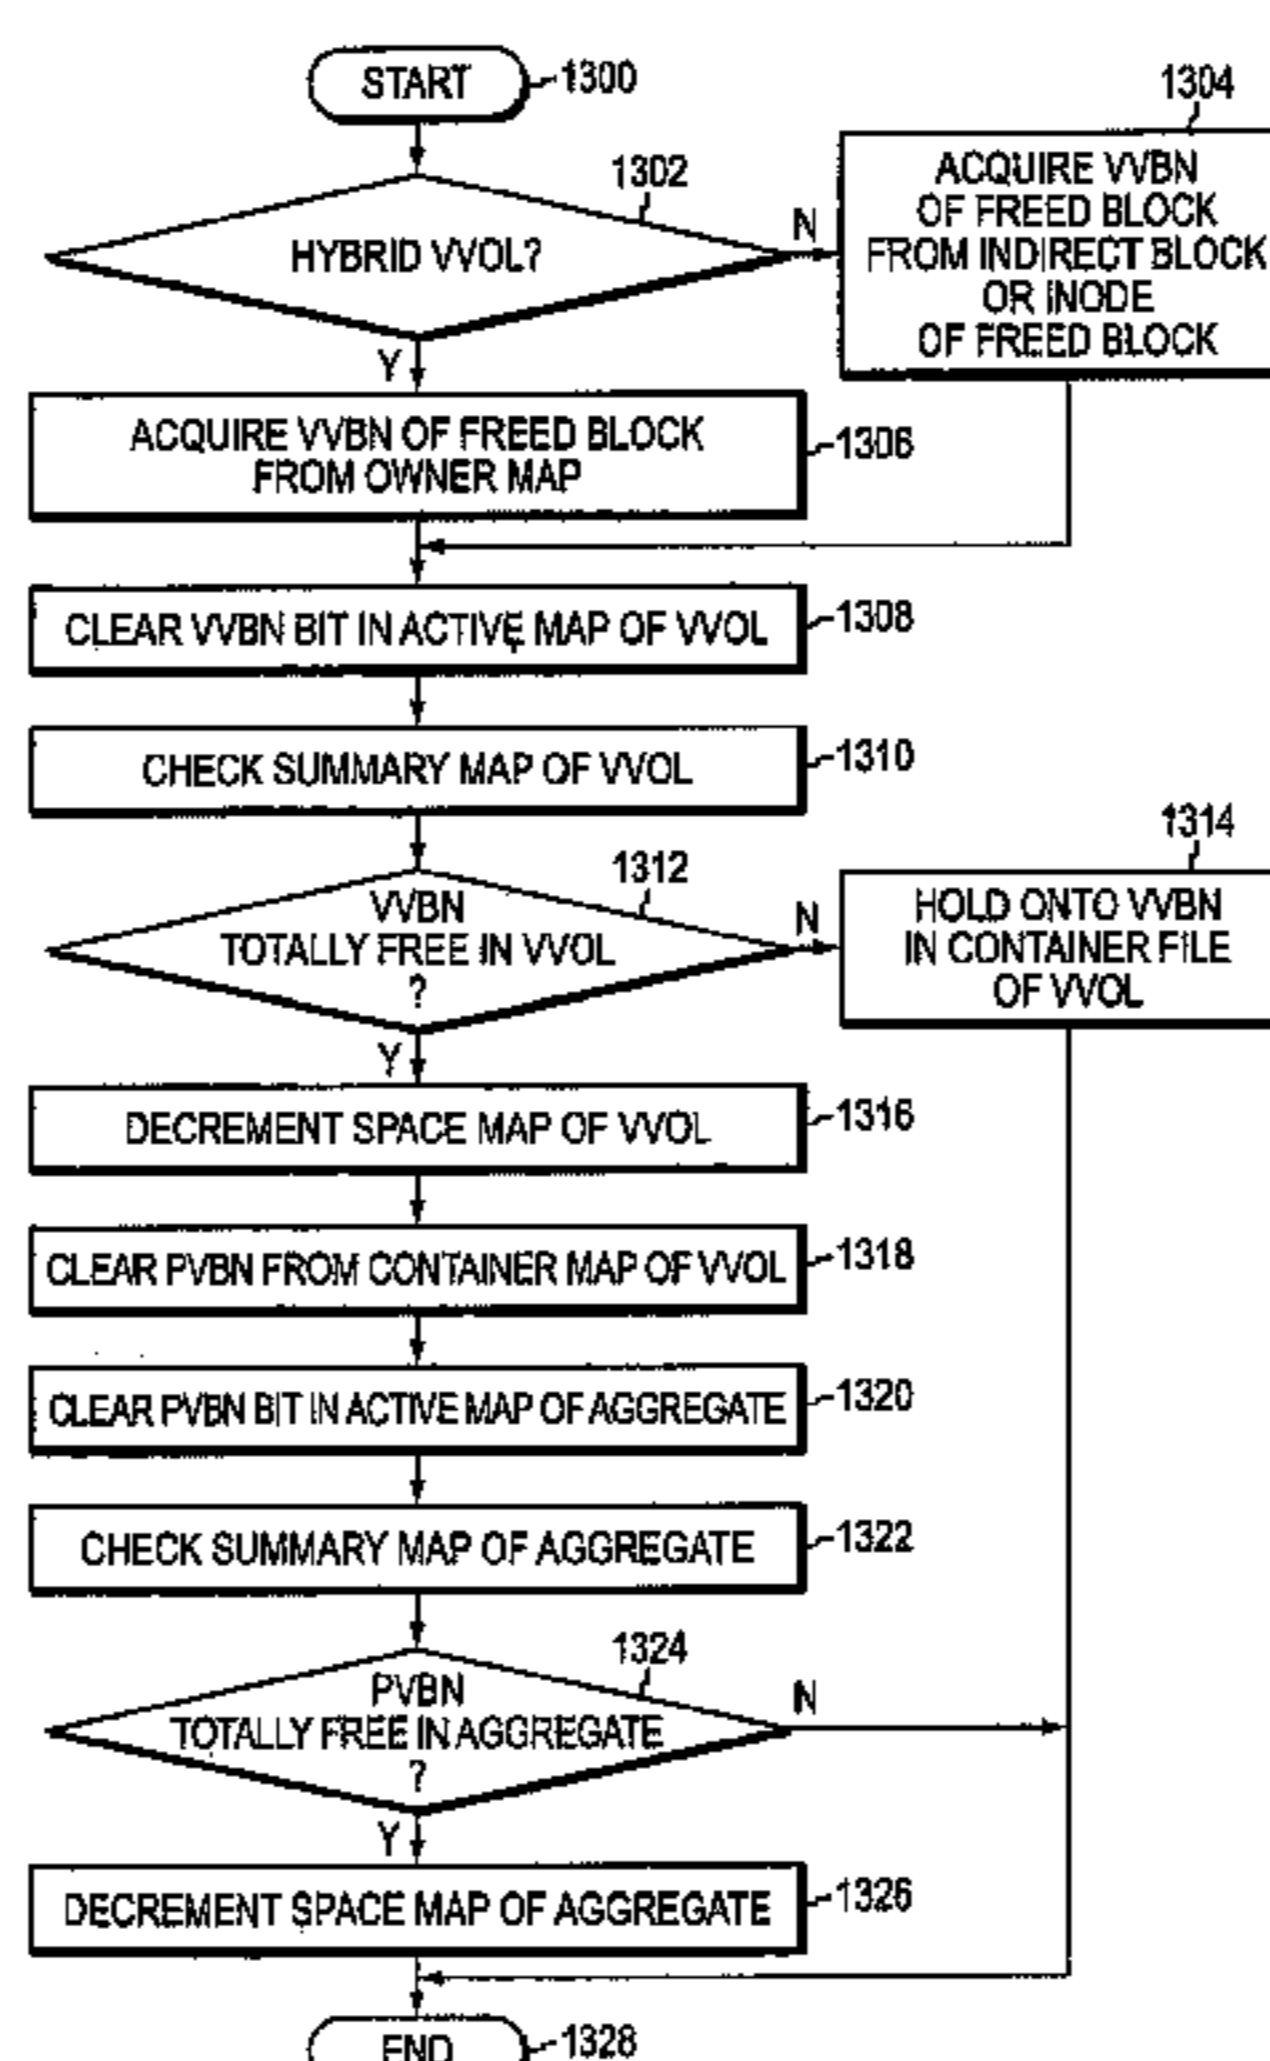 START
1300
1302
HYBRID VVOL?
N
1304
ACQUIRE VVBN
OF FREED BLOCK
FROM INDIRECT BLOCK
OR INODE
OF FREED BLOCK
Y
ACQUIRE VVBN OF FREED BLOCK
FROM OWNER MAP
1306
CLEAR VVBN BIT IN ACTIVE MAP OF VVOL
1308
CHECK SUMMARY MAP OF VVOL
1310
1312
VVBN
TOTALLY FREE IN VVOL
?
N
1314
HOLD ONTO VVBN
IN CONTAINER FILE
OF VVOL
Y
DECREMENT SPACE MAP OF VVOL
1316
CLEAR PVBN FROM CONTAINER MAP OF VVOL
1318
CLEAR PVBN BIT IN ACTIVE MAP OF AGGREGATE
1320
CHECK SUMMARY MAP OF AGGREGATE
1322
1324
PVBN
TOTALLY FREE IN AGGREGATE
?
N
Y
DECREMENT SPACE MAP OF AGGREGATE
1326
END
1328